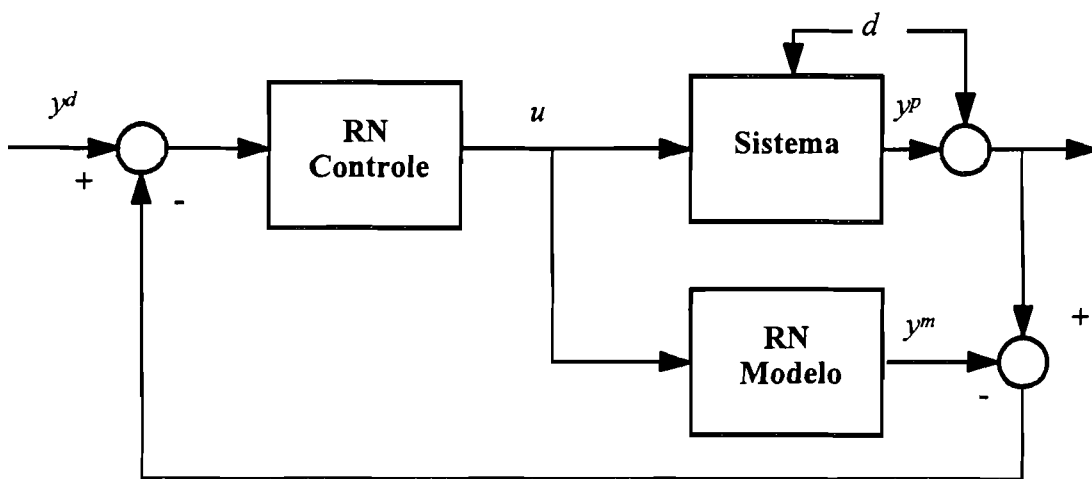 d
y^d
RN
Controle
u
Sistema
y^p
+
-
RN
Modelo
y^m
+
-